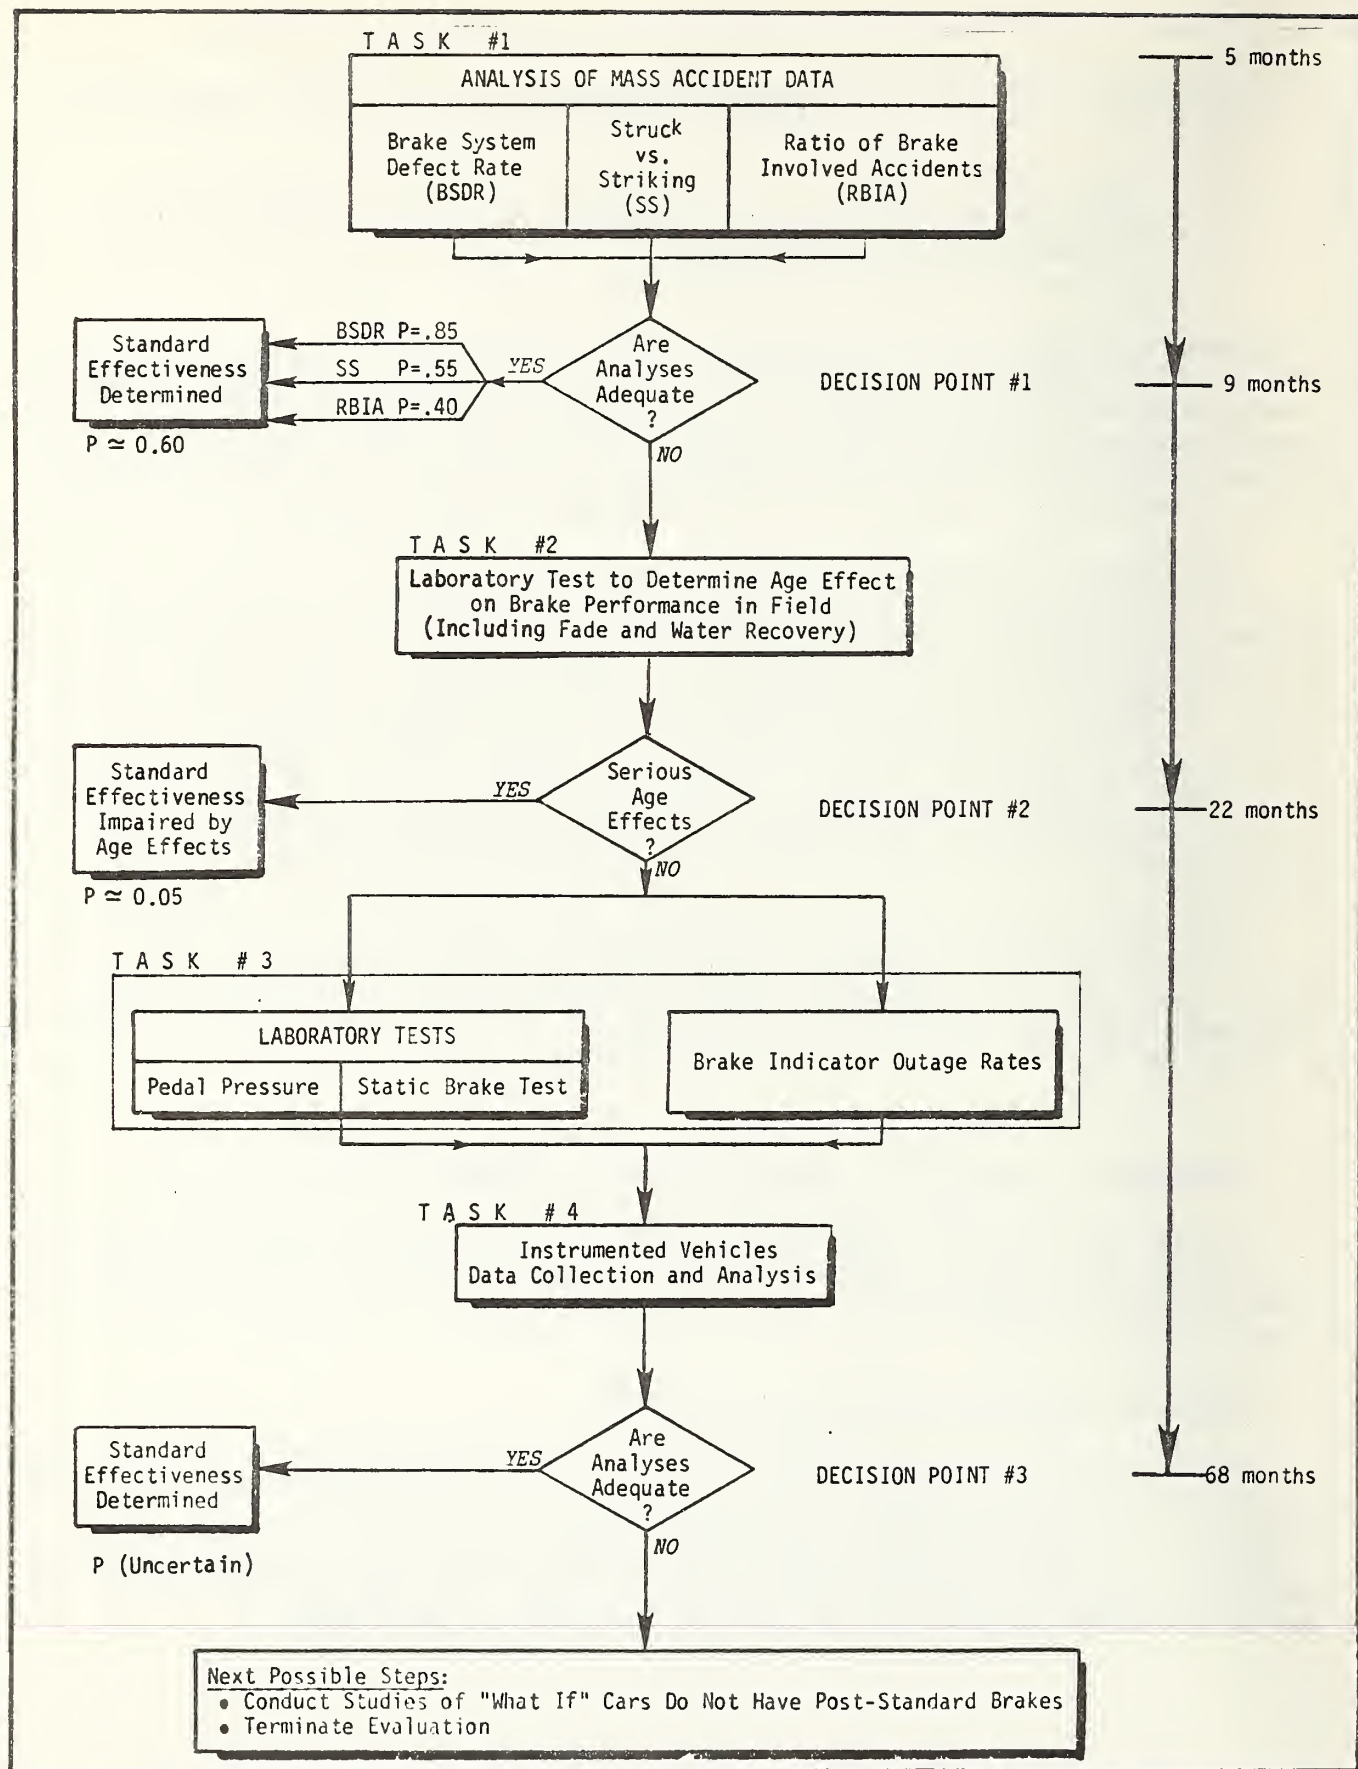 T A S K #1
5 months
ANALYSIS OF MASS ACCIDENT DATA
Brake System
Defect Rate
(BSDR)
Struck
vs.
Striking
(SS)
Ratio of Brake
Involved Accidents
(RBIA)
Standard
Effectiveness
Determined
P ≃ 0.60
BSDR P=.85
SS P=.55
RBIA P=.40
YES
Are
Analyses
Adequate
?
NO
DECISION POINT #1
9 months
T A S K #2
Laboratory Test to Determine Age Effect
on Brake Performance in Field
(Including Fade and Water Recovery)
Standard
Effectiveness
Impaired by
Age Effects
P ≃ 0.05
YES
Serious
Age
Effects
?
NO
DECISION POINT #2
22 months
T A S K # 3
LABORATORY TESTS
Pedal Pressure
Static Brake Test
Brake Indicator Outage Rates
T A S K # 4
Instrumented Vehicles
Data Collection and Analysis
Standard
Effectiveness
Determined
P (Uncertain)
YES
Are
Analyses
Adequate
?
NO
DECISION POINT #3
68 months
Next Possible Steps:
• Conduct Studies of "What If" Cars Do Not Have Post-Standard Brakes
• Terminate Evaluation